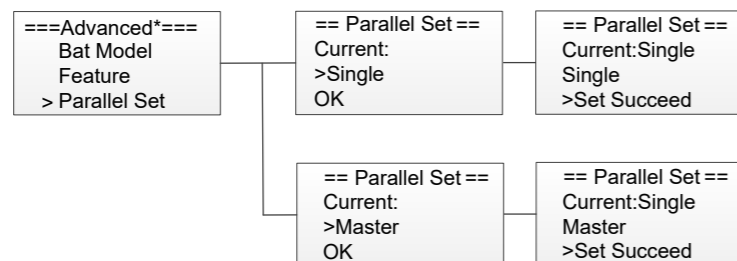 ===Advanced*===
Bat Model
Feature
> Parallel Set
== Parallel Set ==
Current:
>Single
OK
== Parallel Set ==
Current:Single
Single
>Set Succeed
== Parallel Set ==
Current:
>Master
OK
== Parallel Set ==
Current:Single
Master
>Set Succeed